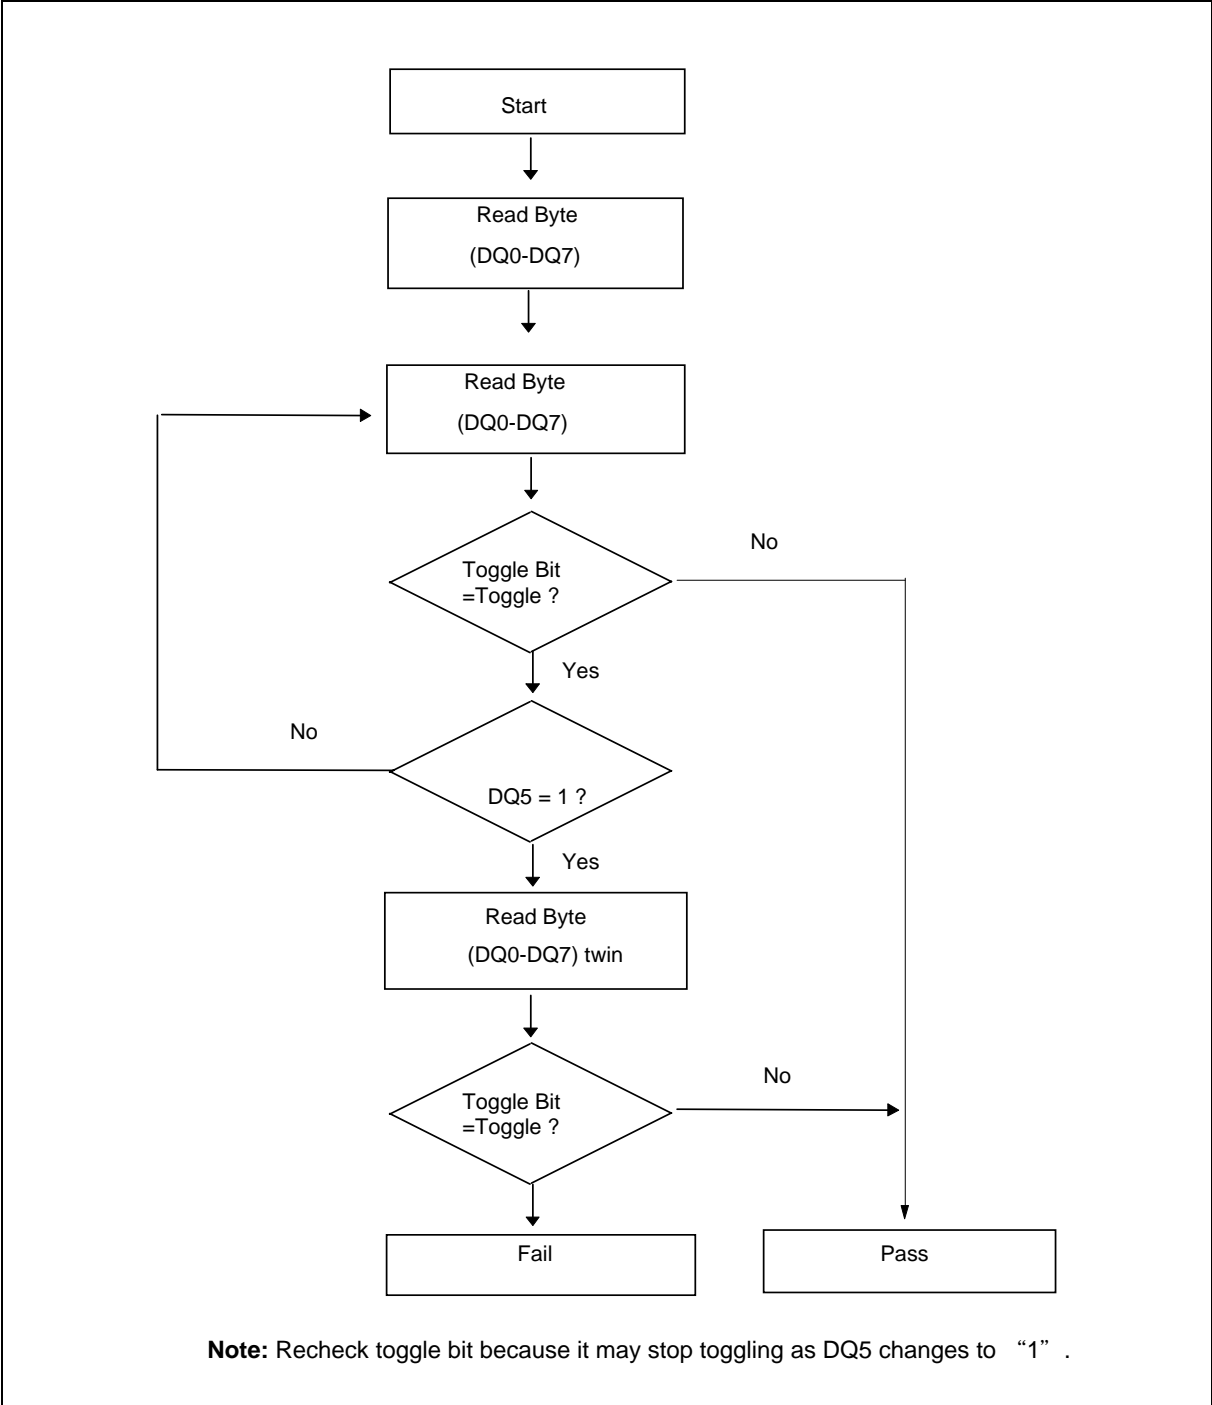 Start
Read Byte
(DQ0-DQ7)
Read Byte
(DQ0-DQ7)
No
Toggle Bit
=Toggle ?
Yes
No
DQ5 = 1 ?
Yes
Read Byte
(DQ0-DQ7) twin
No
Toggle Bit
=Toggle ?
Fail
Pass
Note: Recheck toggle bit because it may stop toggling as DQ5 changes to “1” .